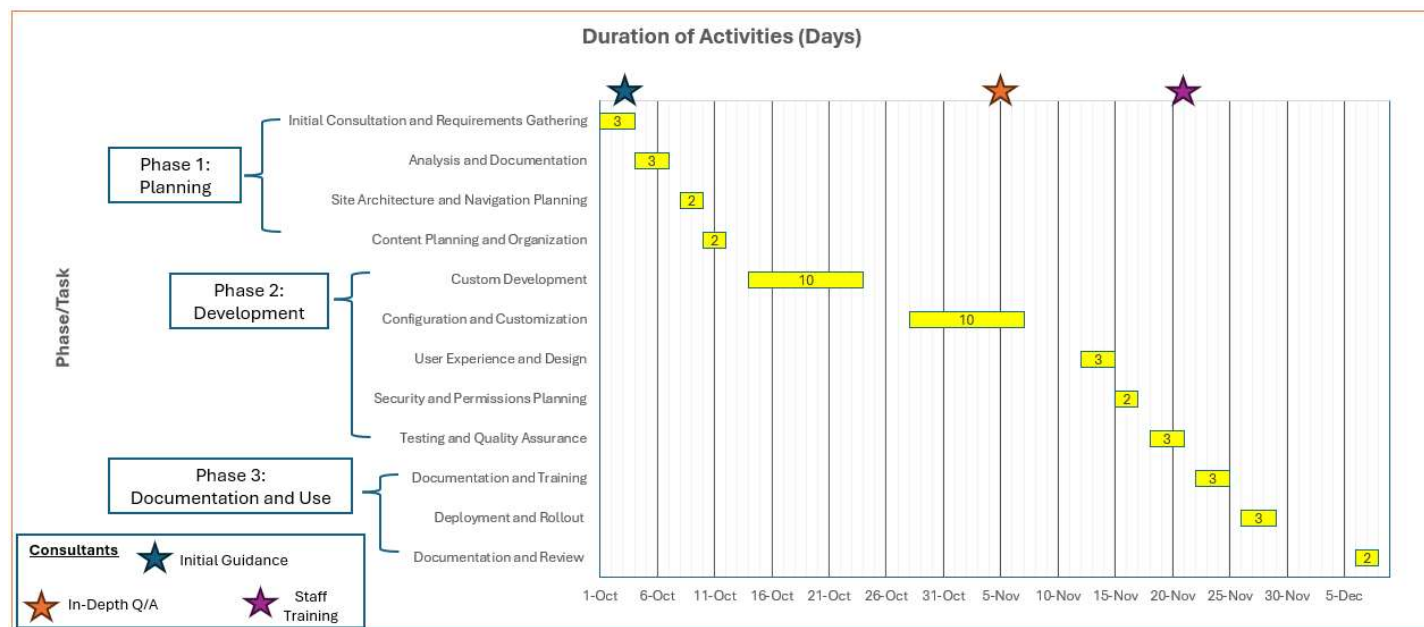 Duration of Activities (Days)
Phase/Task
Phase 1:
Planning
Initial Consultation and Requirements Gathering
3
Analysis and Documentation
3
Site Architecture and Navigation Planning
2
Content Planning and Organization
2
Phase 2:
Development
Custom Development
10
Configuration and Customization
10
User Experience and Design
3
Security and Permissions Planning
2
Testing and Quality Assurance
3
Phase 3:
Documentation and Use
Documentation and Training
3
Deployment and Rollout
3
Documentation and Review
2
1-Oct 6-Oct 11-Oct 16-Oct 21-Oct 26-Oct 31-Oct 5-Nov 10-Nov 15-Nov 20-Nov 25-Nov 30-Nov 5-Dec
Consultants
Initial Guidance
In-Depth Q/A
Staff
Training